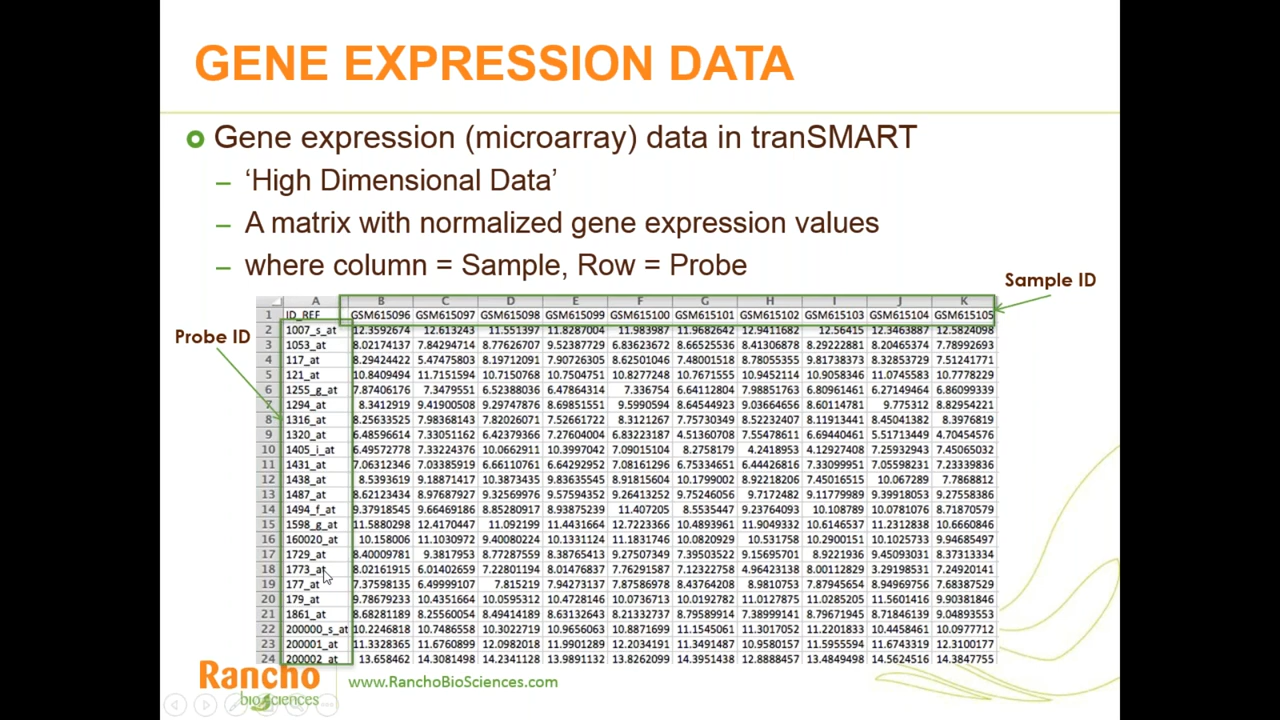 GENE EXPRESSION DATA
Gene expression (microarray) data in tranSMART
– ‘High Dimensional Data’
– A matrix with normalized gene expression values
– where column = Sample, Row = Probe
Sample ID
Probe ID
A B C D E F G H I J K
1 ID_REF GSM615096 GSM615097 GSM615098 GSM615099 GSM615100 GSM615101 GSM615102 GSM615103 GSM615104 GSM615105
2 1007_s_at 12.3592674 12.613243 11.551397 11.8287004 11.983987 11.9682642 12.9411682 12.56415 12.3463887 12.5824098
3 1053_at 8.02174137 7.84294714 8.77626707 9.52387729 6.83623672 8.66525536 8.41306878 8.29222881 8.20465374 7.78992693
4 117_at 8.29424422 5.47475803 8.19712091 7.90726305 8.62501046 7.48001518 8.78055355 9.81738373 8.32853729 7.51241771
5 121_at 10.8409494 11.7151594 10.7150768 10.7504751 10.8277248 10.7671555 10.9452114 10.9058346 11.0745583 10.7778229
6 1255_g_at 7.87406176 7.3479551 6.52388036 6.47864314 7.336754 6.64112804 7.98851763 6.80961461 6.27149464 6.86099339
7 1294_at 8.3412919 9.41900508 9.29747876 8.69851551 9.5990594 8.64544923 9.03664656 8.60114781 9.775312 8.82954221
8 1316_at 8.25633525 7.98368143 7.82026071 7.52661722 8.3121267 7.75730349 8.52232407 8.11913441 8.45041382 8.3976819
9 1320_at 6.48596614 7.33051162 6.42379366 7.27604004 6.83223187 4.51360708 7.55478611 6.69440461 5.51713449 4.70454576
10 1405_i_at 6.49572778 7.33224376 10.0662911 10.3997042 7.09015104 8.2758179 4.2418953 4.12927408 7.25932943 7.45065032
11 1431_at 7.06312346 7.03385919 6.66110761 6.64292952 7.08161296 6.75334651 6.44426816 7.33099951 7.05598231 7.23339836
12 1438_at 8.5393619 9.18871417 10.3873435 9.83635545 8.91815604 10.1799002 8.92218206 7.45016515 10.067289 7.7868812
13 1487_at 8.62123434 8.97687927 9.32569976 9.57594352 9.26413252 9.75246056 9.7172482 9.11779989 9.39918053 9.27558386
14 1494_f_at 9.37918545 9.66469186 8.85280917 8.93875239 11.407205 8.5535447 9.23764093 10.108789 10.0781076 8.71870579
15 1598_g_at 11.5880298 12.4170447 11.092199 11.4431664 12.7223366 10.4893961 11.9049332 10.6146537 11.2312838 10.6660846
16 160020_at 10.158006 11.1030972 9.40080224 10.1331124 11.1831746 10.0820929 10.531758 10.2900151 10.1025733 9.94685497
17 1729_at 8.40009781 9.3817953 8.77287559 8.38765413 9.27507349 7.39503522 9.15695701 8.9221936 9.45093031 8.37313334
18 1773_at 8.02161915 6.01402659 7.22801194 8.01476837 7.76291587 7.12322758 4.96423138 8.00112829 3.29198531 7.24920141
19 177_at 7.37598135 6.49999107 7.815219 7.94273137 7.87586978 8.43764208 8.9810753 7.87945654 8.94969756 7.68387529
20 179_at 9.78679233 10.4351664 10.0595312 10.4728146 10.0736713 10.0192782 11.0127875 11.0285205 11.5601416 9.90381846
21 1861_at 8.68281189 8.25560054 8.49414189 8.63132643 8.21332737 8.79589914 7.38999141 8.79671945 8.71846139 9.04893553
22 200000_s_at 10.2246818 10.7486558 10.3022719 10.9656063 10.8871699 11.1545061 11.3017052 11.2201833 10.4458461 10.0977712
23 200001_at 11.3328365 11.6760899 12.0982018 11.9901289 12.2034191 11.3491487 10.9580157 11.5955594 11.6743319 12.3100177
24 200002_at 13.658462 14.3081498 14.2341128 13.9891132 13.8262099 14.3951438 12.8888457 13.4849498 14.5624516 14.3847755
Rancho
biosciences
www.RanchoBioSciences.com